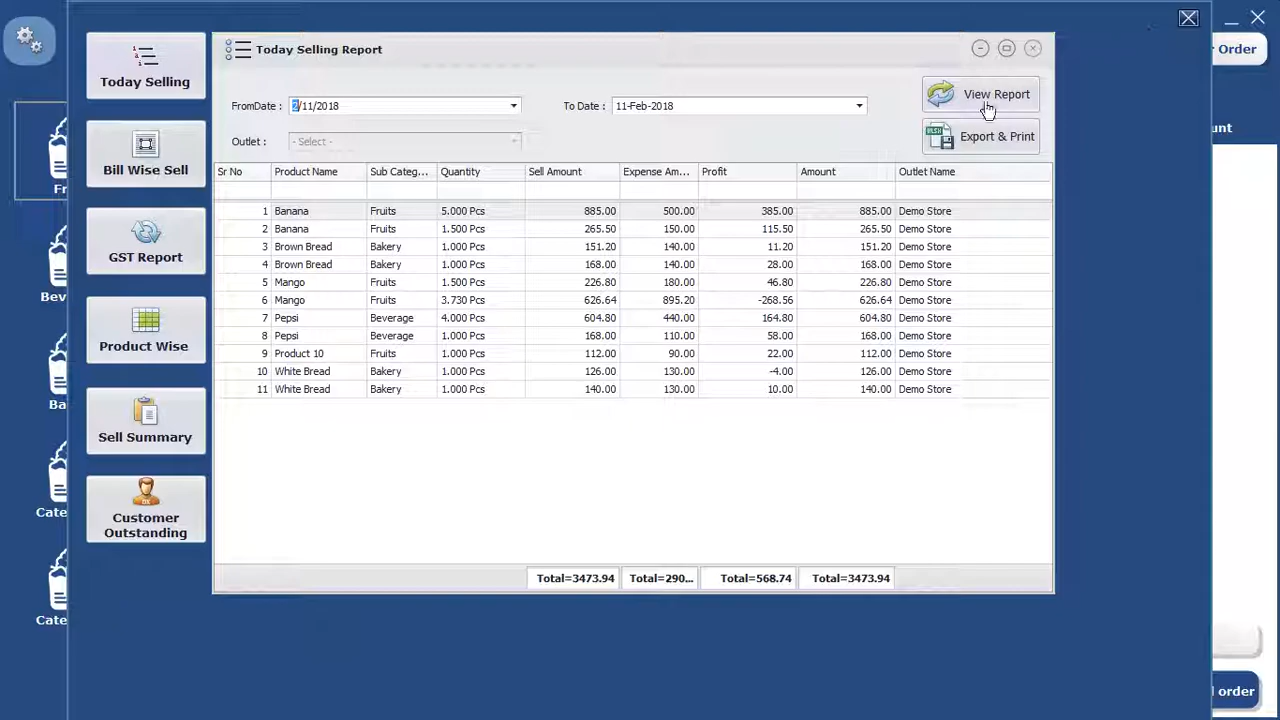 Today Selling
Bill Wise Sell
GST Report
Product Wise
Sell Summary
Customer
Outstanding
Today Selling Report
FromDate : 2/11/2018 To Date : 11-Feb-2018
Outlet : - Select -
View Report
Export & Print
Sr No Product Name Sub Categ... Quantity Sell Amount Expense Am... Profit Amount Outlet Name
1 Banana Fruits 5.000 Pcs 885.00 500.00 385.00 885.00 Demo Store
2 Banana Fruits 1.500 Pcs 265.50 150.00 115.50 265.50 Demo Store
3 Brown Bread Bakery 1.000 Pcs 151.20 140.00 11.20 151.20 Demo Store
4 Brown Bread Bakery 1.000 Pcs 168.00 140.00 28.00 168.00 Demo Store
5 Mango Fruits 1.500 Pcs 226.80 180.00 46.80 226.80 Demo Store
6 Mango Fruits 3.730 Pcs 626.64 895.20 -268.56 626.64 Demo Store
7 Pepsi Beverage 4.000 Pcs 604.80 440.00 164.80 604.80 Demo Store
8 Pepsi Beverage 1.000 Pcs 168.00 110.00 58.00 168.00 Demo Store
9 Product 10 Fruits 1.000 Pcs 112.00 90.00 22.00 112.00 Demo Store
10 White Bread Bakery 1.000 Pcs 126.00 130.00 -4.00 126.00 Demo Store
11 White Bread Bakery 1.000 Pcs 140.00 130.00 10.00 140.00 Demo Store
Total=3473.94 Total=290... Total=568.74 Total=3473.94
Fr
Bev
Ba
Cate
Cate
Order
unt
order